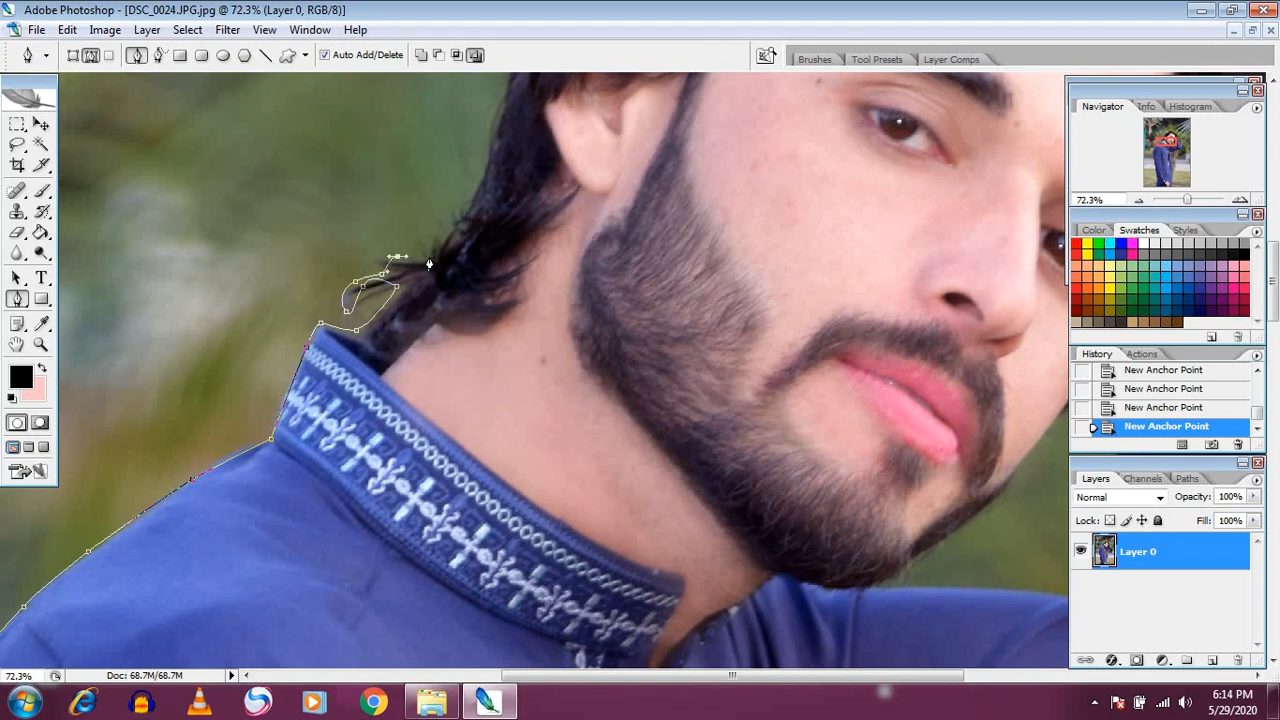 Adobe Photoshop - [DSC_0024.JPG.jpg @ 72.3% (Layer 0, RGB/8)]
File Edit Image Layer Select Filter View Window Help
Auto Add/Delete
Brushes Tool Presets Layer Comps
Navigator Info Histogram
72.3%
Color Swatches Styles
History Actions
New Anchor Point
New Anchor Point
New Anchor Point
New Anchor Point
Layers Channels Paths
Normal Opacity: 100%
Lock: Fill: 100%
Layer 0
72.3% Doc: 68.7M/68.7M
6:14 PM
5/29/2020